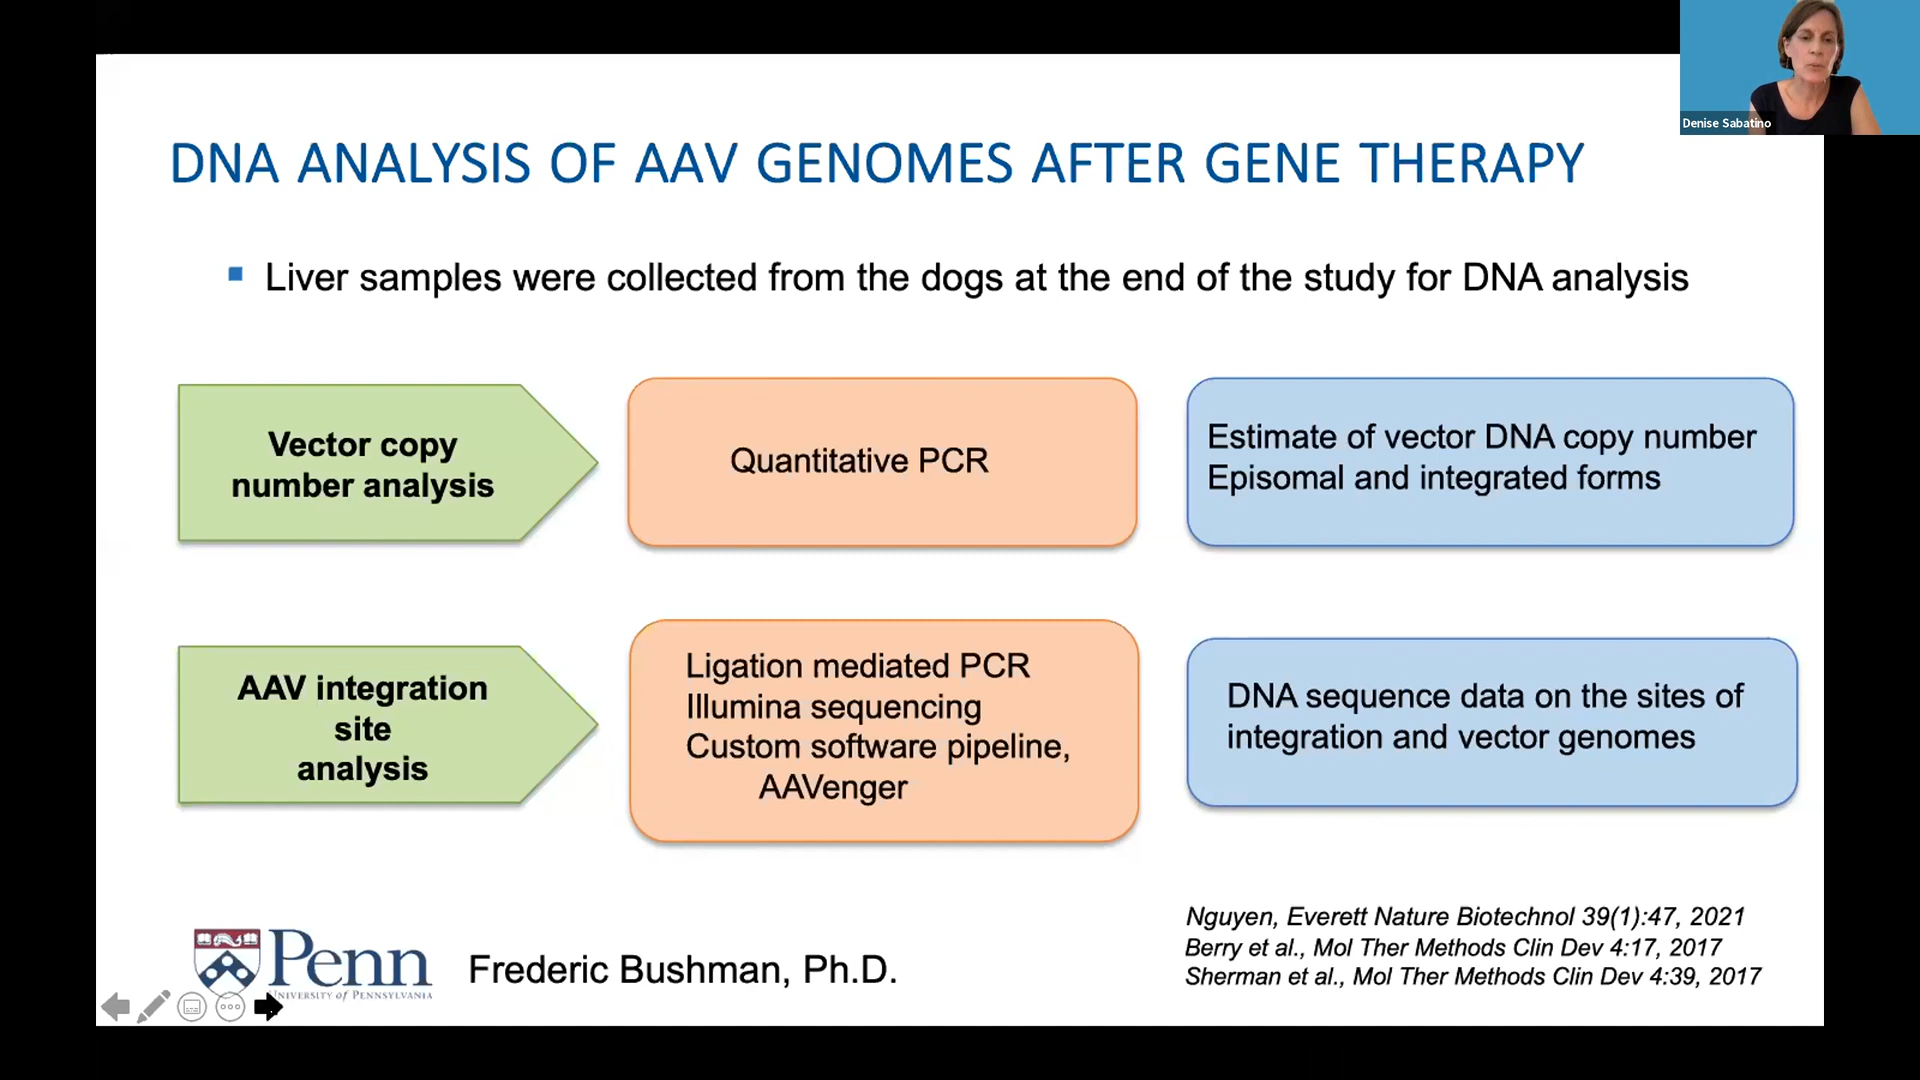 Denise Sabatino
DNA ANALYSIS OF AAV GENOMES AFTER GENE THERAPY
Liver samples were collected from the dogs at the end of the study for DNA analysis
Vector copy
number analysis
Quantitative PCR
Estimate of vector DNA copy number
Episomal and integrated forms
AAV integration
site
analysis
Ligation mediated PCR
Illumina sequencing
Custom software pipeline,
AAVenger
DNA sequence data on the sites of
integration and vector genomes
Penn
UNIVERSITY of PENNSYLVANIA
Frederic Bushman, Ph.D.
Nguyen, Everett Nature Biotechnol 39(1):47, 2021
Berry et al., Mol Ther Methods Clin Dev 4:17, 2017
Sherman et al., Mol Ther Methods Clin Dev 4:39, 2017